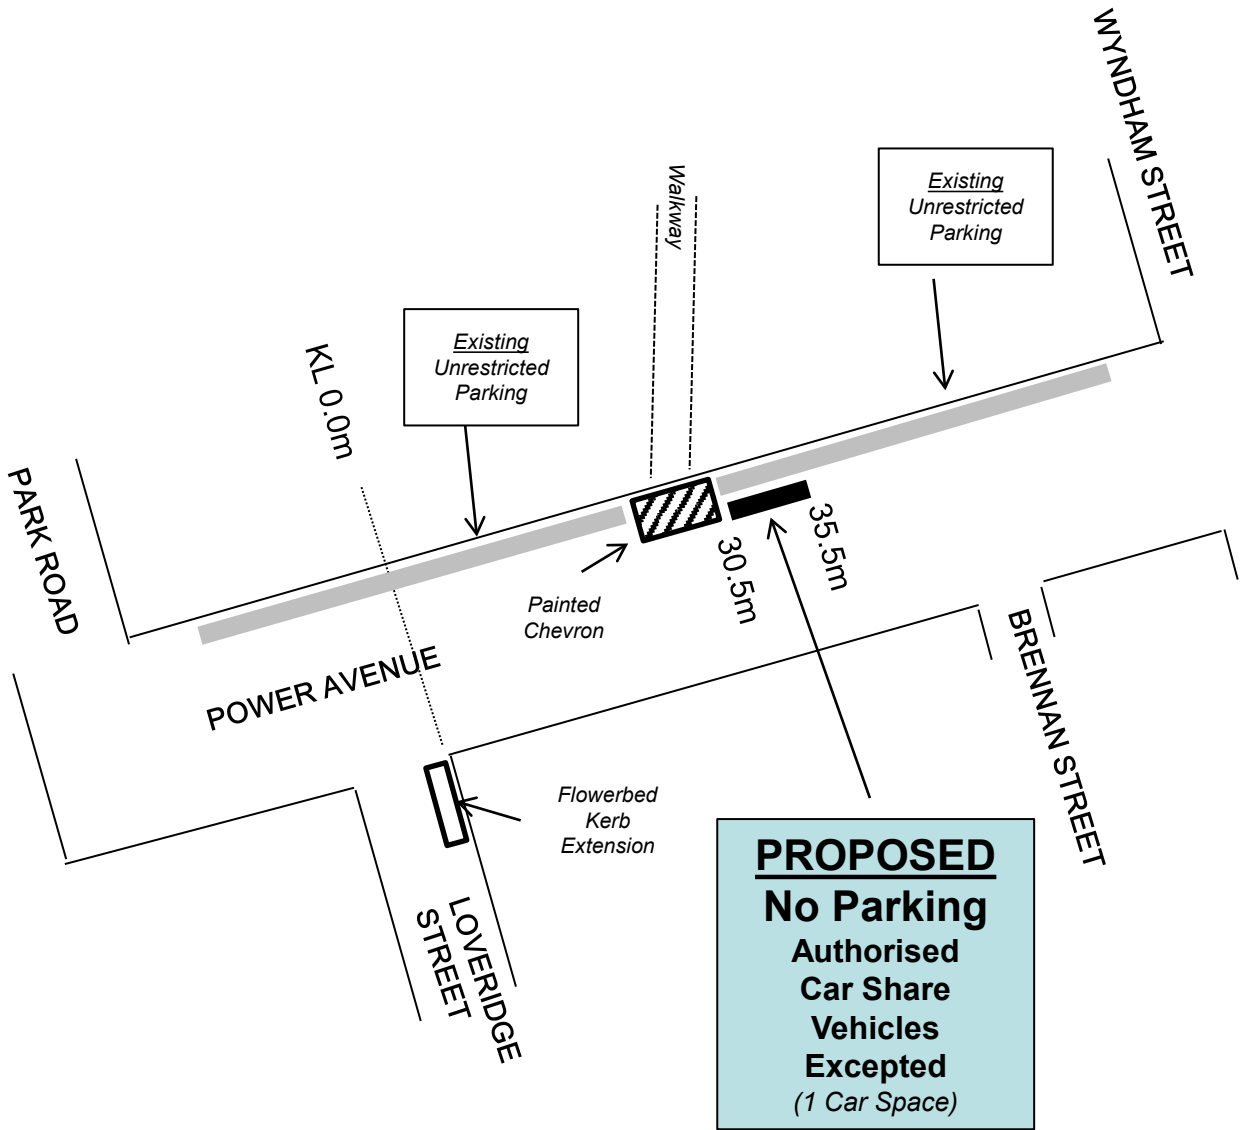 WYNDHAM STREET
Walkway
Existing
Unrestricted
Parking
Existing
Unrestricted
Parking
KL 0.0m
PARK ROAD
35.5m
30.5m
Painted
Chevron
POWER AVENUE
BRENNAN STREET
Flowerbed
Kerb
Extension
LOVERIDGE
STREET
PROPOSED
No Parking
Authorised
Car Share
Vehicles
Excepted
(1 Car Space)